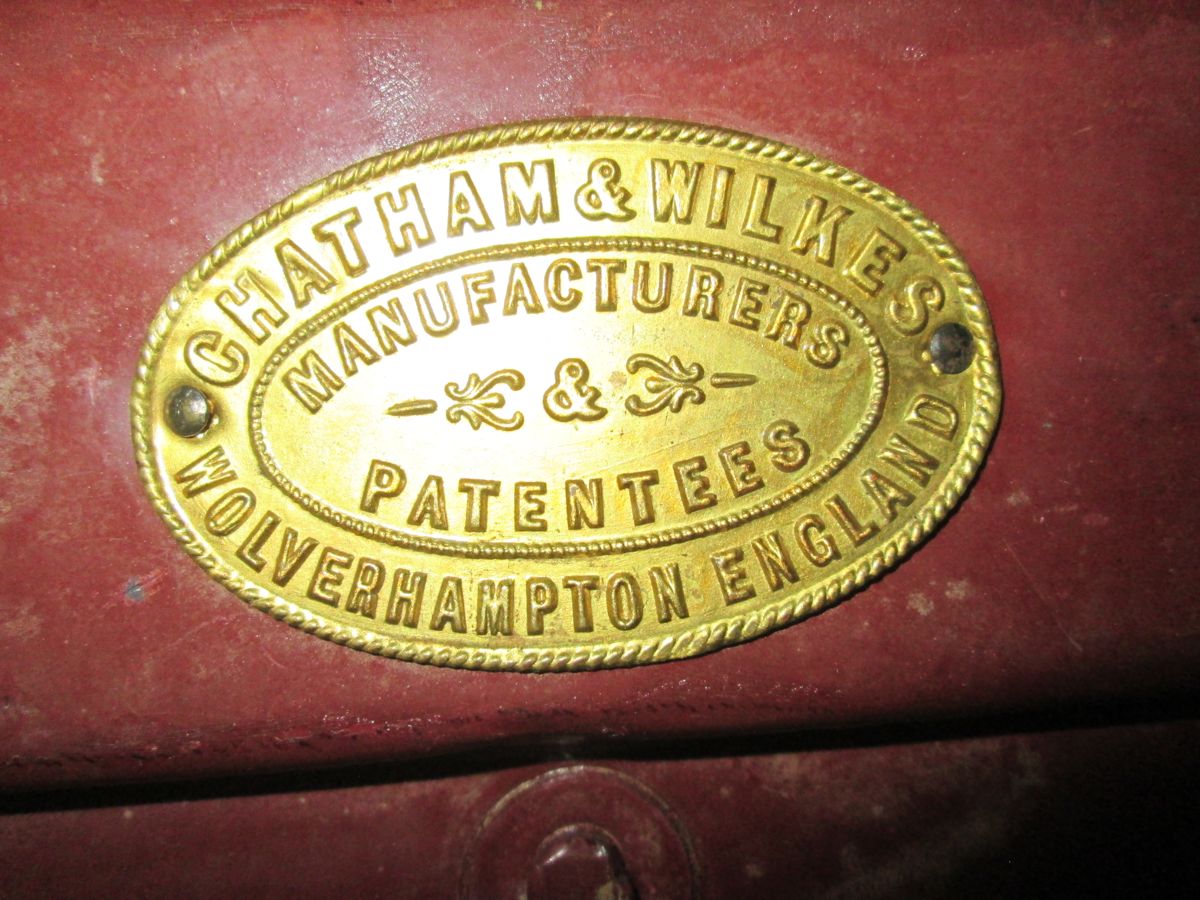 CHATHAM & WILKES
MANUFACTURERS
&
PATENTEES
WOLVERHAMPTON ENGLAND